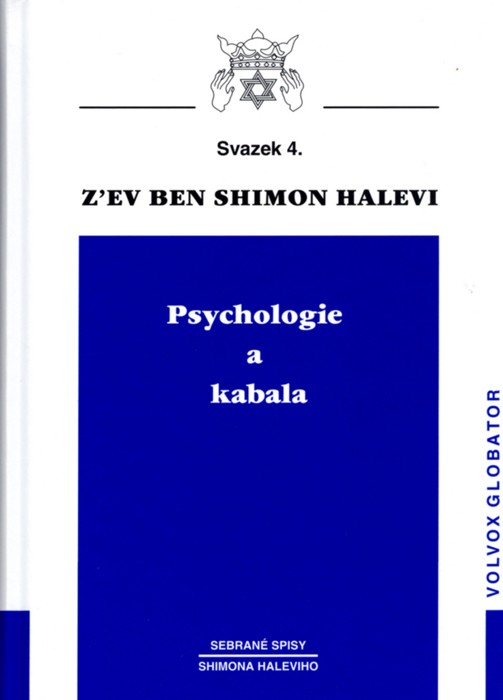 Svazek 4.
Z'EV BEN SHIMON HALEVI
Psychologie
a
kabala
VOLVOX GLOBATOR
SEBRANÉ SPISY
SHIMONA HALEVIHO